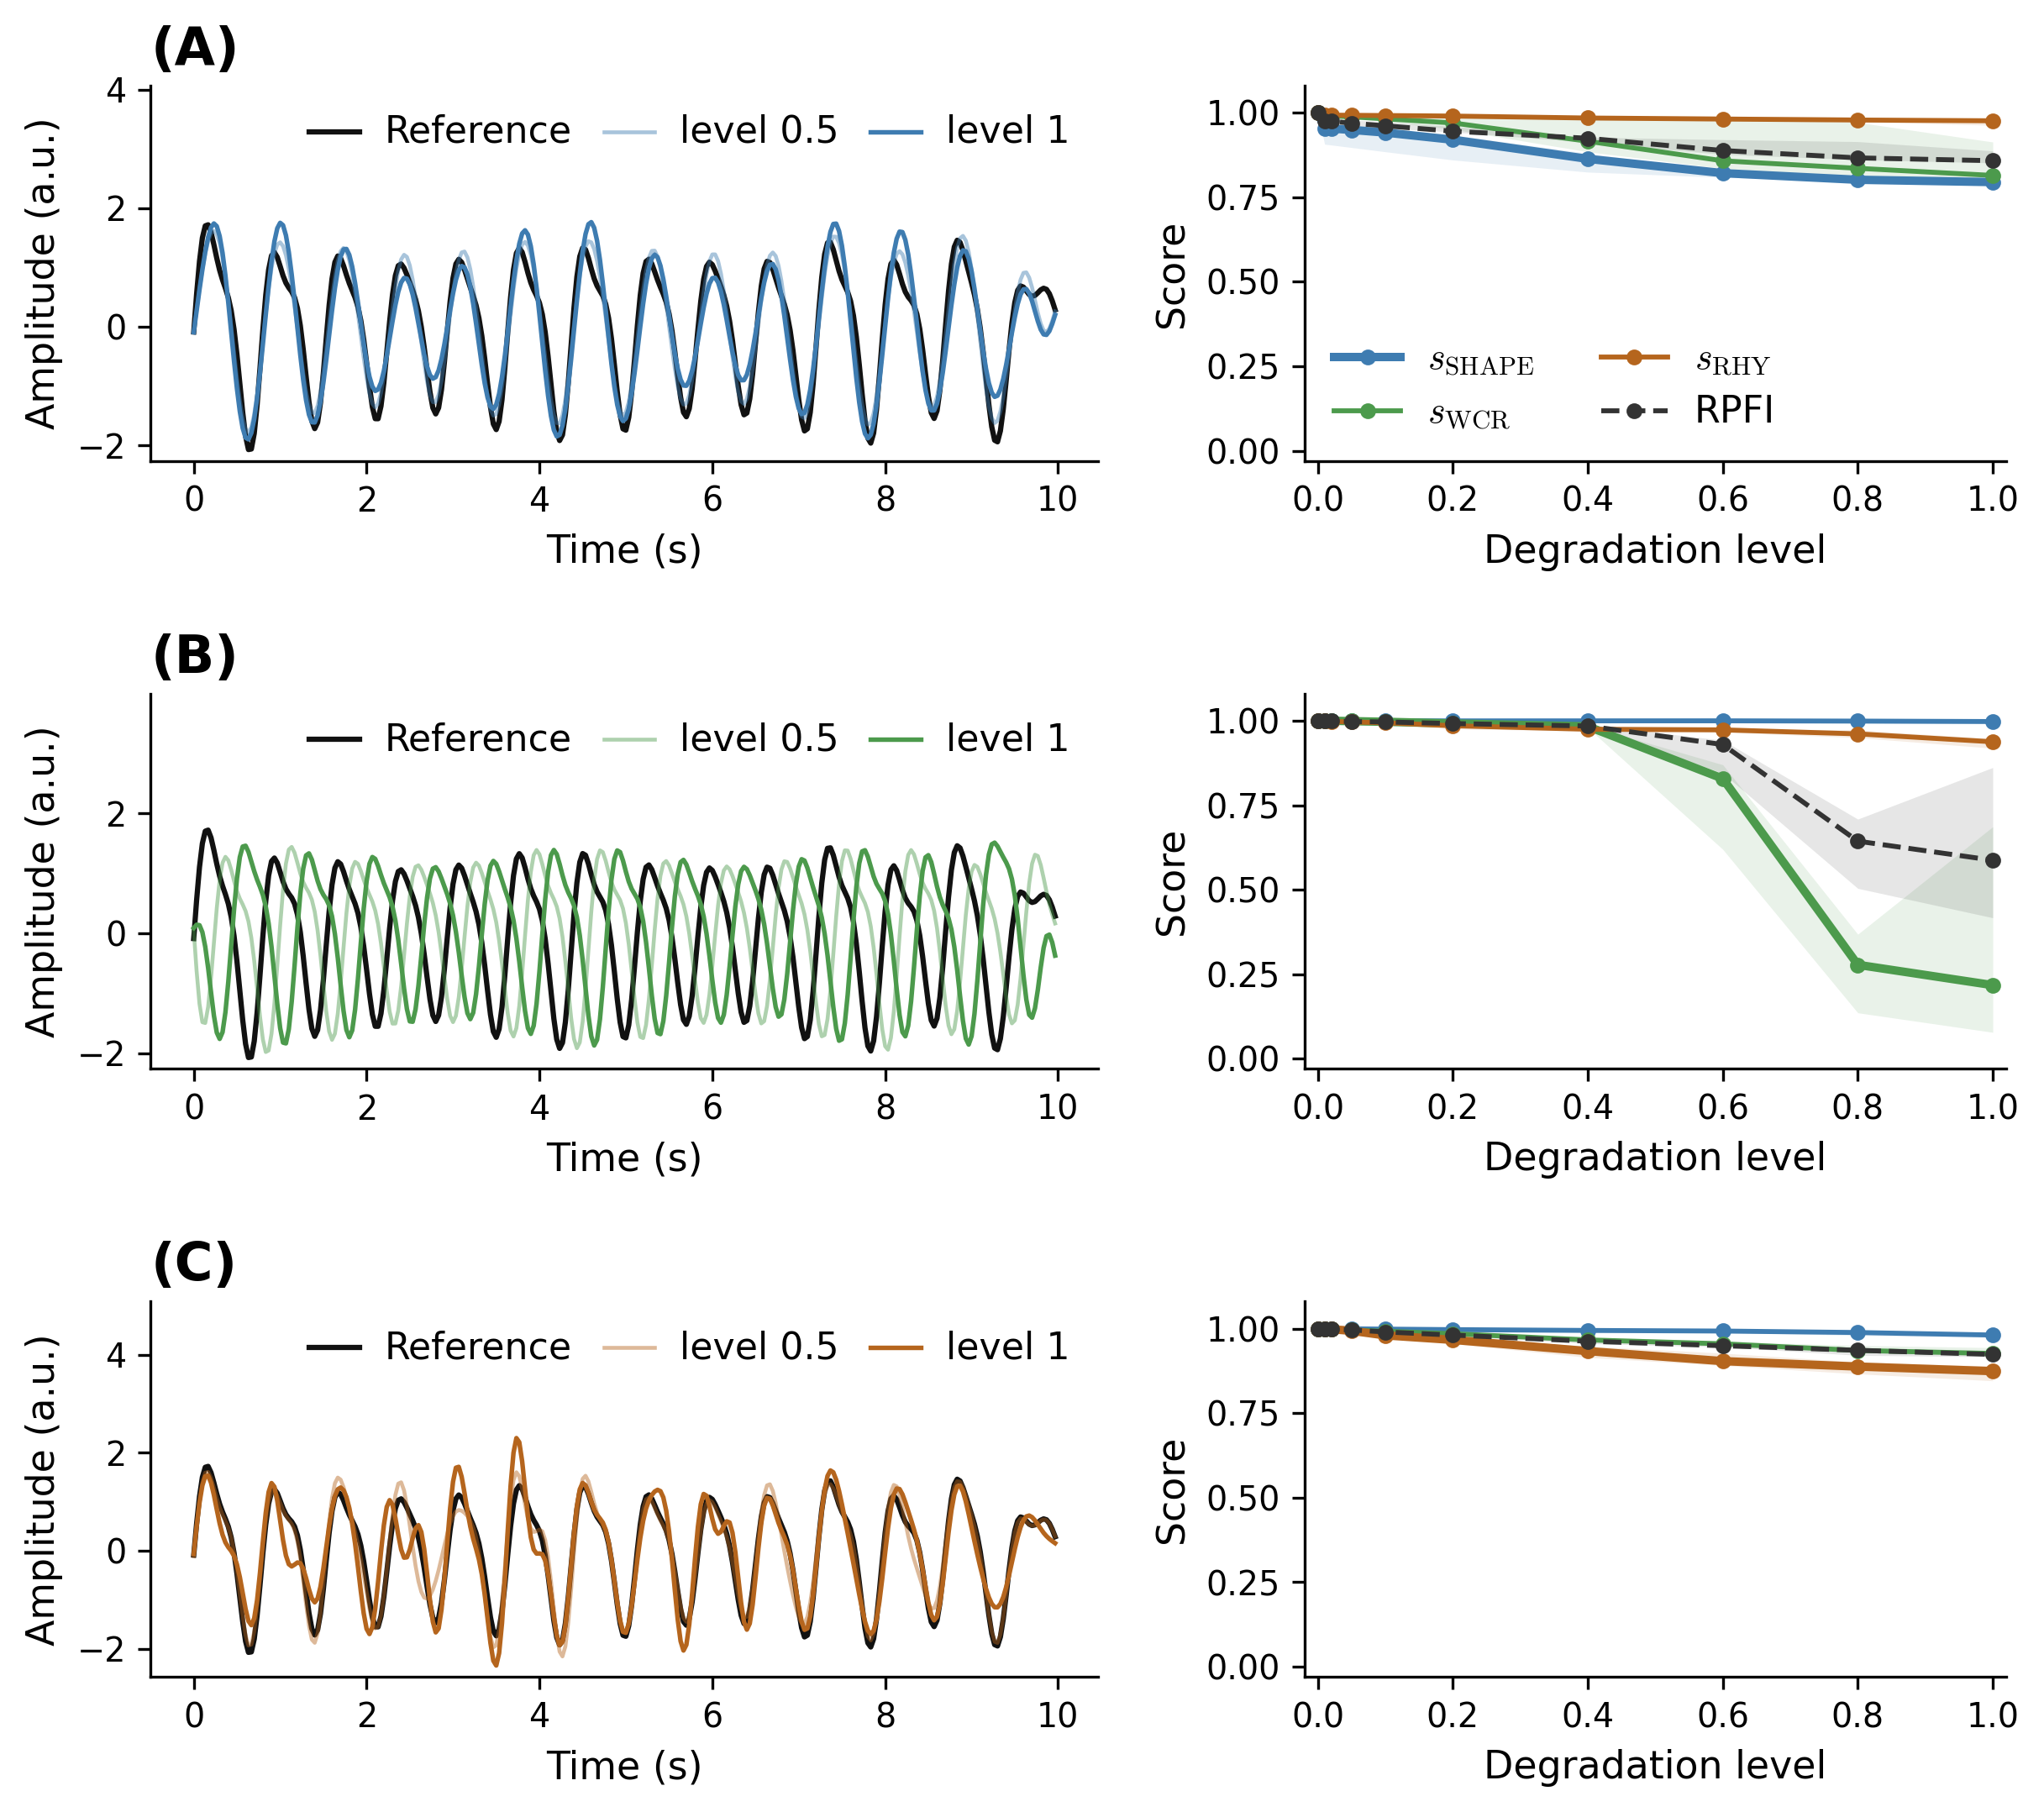 (A)
Amplitude (a.u.)
4
2
0
−2
Reference level 0.5 level 1
0 2 4 6 8 10
Time (s)
Score
1.00
0.75
0.50
0.25
0.00
sSHAPE sRHY
sWCR RPFI
0.0 0.2 0.4 0.6 0.8 1.0
Degradation level
(B)
Amplitude (a.u.)
2
0
−2
Reference level 0.5 level 1
0 2 4 6 8 10
Time (s)
Score
1.00
0.75
0.50
0.25
0.00
0.0 0.2 0.4 0.6 0.8 1.0
Degradation level
(C)
Amplitude (a.u.)
4
2
0
−2
Reference level 0.5 level 1
0 2 4 6 8 10
Time (s)
Score
1.00
0.75
0.50
0.25
0.00
0.0 0.2 0.4 0.6 0.8 1.0
Degradation level